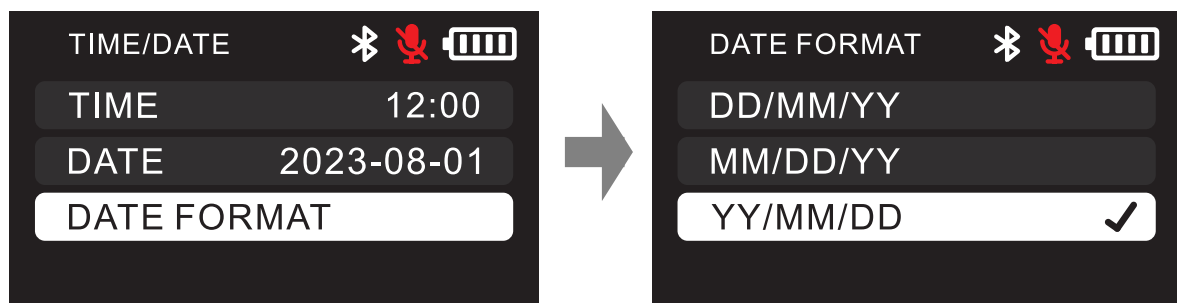 TIME/DATE
TIME 12:00
DATE 2023-08-01
DATE FORMAT
DATE FORMAT
DD/MM/YY
MM/DD/YY
YY/MM/DD